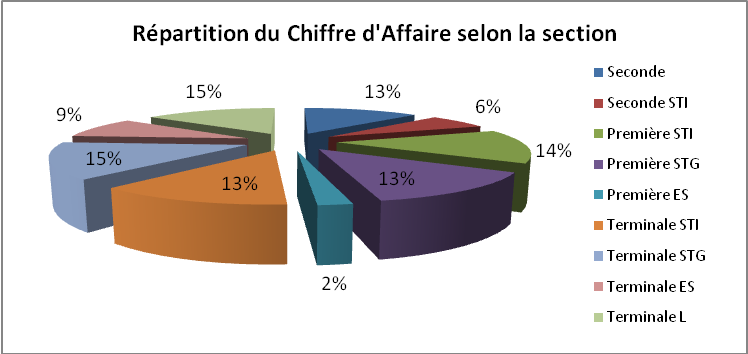 Répartition du Chiffre d'Affaire selon la section
13%
6%
14%
13%
2%
13%
15%
9%
15%
Seconde
Seconde STI
Première STI
Première STG
Première ES
Terminale STI
Terminale STG
Terminale ES
Terminale L